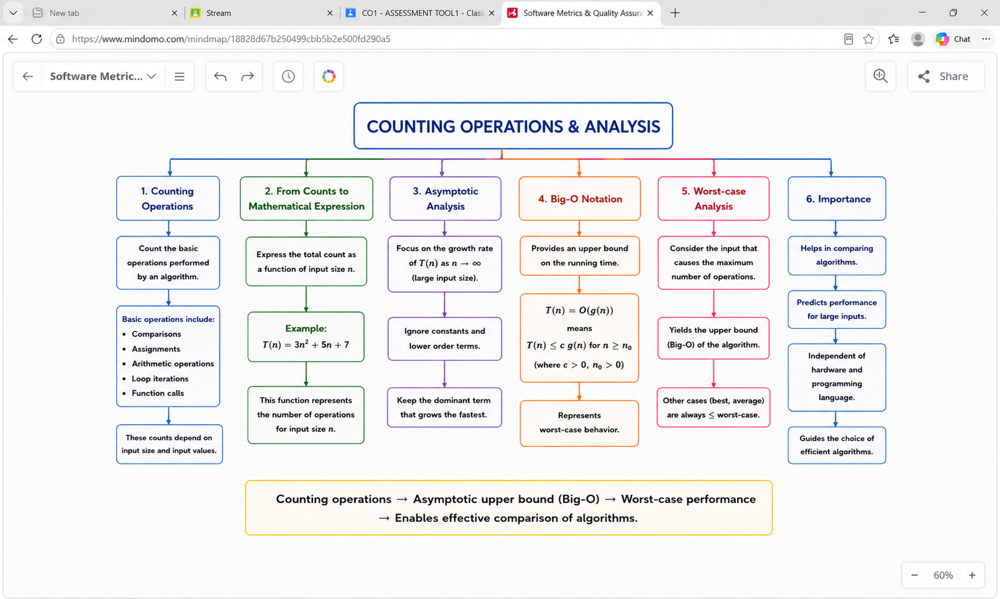 New tab
Stream
CO1 - ASSESSMENT TOOL1 - Class
Software Metrics & Quality Assura
https://www.mindomo.com/mindmap/18828d67b250499cbb5b2e500fd290a5
Chat
Software Metric...
Share
COUNTING OPERATIONS & ANALYSIS
1. Counting
Operations
Count the basic
operations performed
by an algorithm.
Basic operations include:
• Comparisons
• Assignments
• Arithmetic operations
• Loop iterations
• Function calls
These counts depend on
input size and input values.
2. From Counts to
Mathematical Expression
Express the total count as
a function of input size n.
Example:
T(n) = 3n² + 5n + 7
This function represents
the number of operations
for input size n.
3. Asymptotic
Analysis
Focus on the growth rate
of T(n) as n → ∞
(large input size).
Ignore constants and
lower order terms.
Keep the dominant term
that grows the fastest.
4. Big-O Notation
Provides an upper bound
on the running time.
T(n) = O(g(n))
means
T(n) ≤ c g(n) for n ≥ n₀
(where c > 0, n₀ > 0)
Represents
worst-case behavior.
5. Worst-case
Analysis
Consider the input that
causes the maximum
number of operations.
Yields the upper bound
(Big-O) of the algorithm.
Other cases (best, average)
are always ≤ worst-case.
6. Importance
Helps in comparing
algorithms.
Predicts performance
for large inputs.
Independent of
hardware and
programming
language.
Guides the choice of
efficient algorithms.
Counting operations → Asymptotic upper bound (Big-O) → Worst-case performance
→ Enables effective comparison of algorithms.
60%